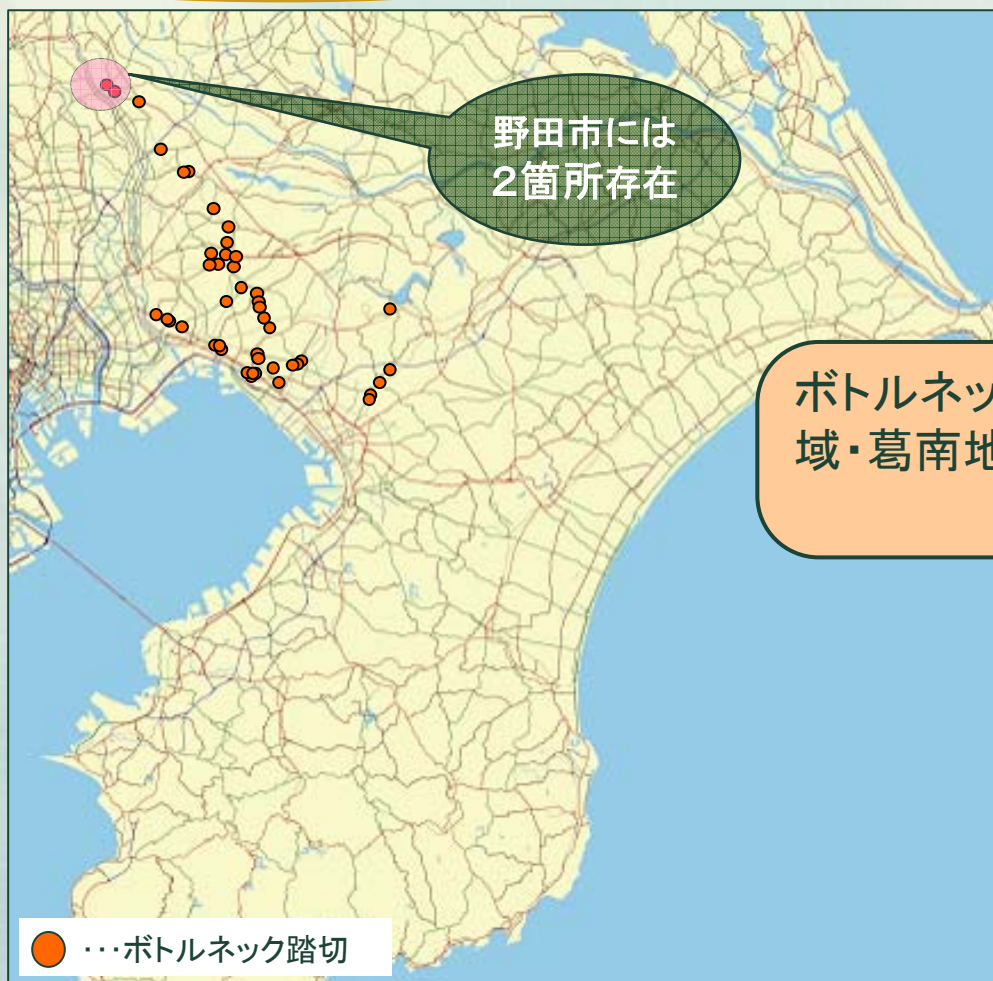 野田市には
2箇所存在
ボトルネッ
域・葛南地
…ボトルネック踏切